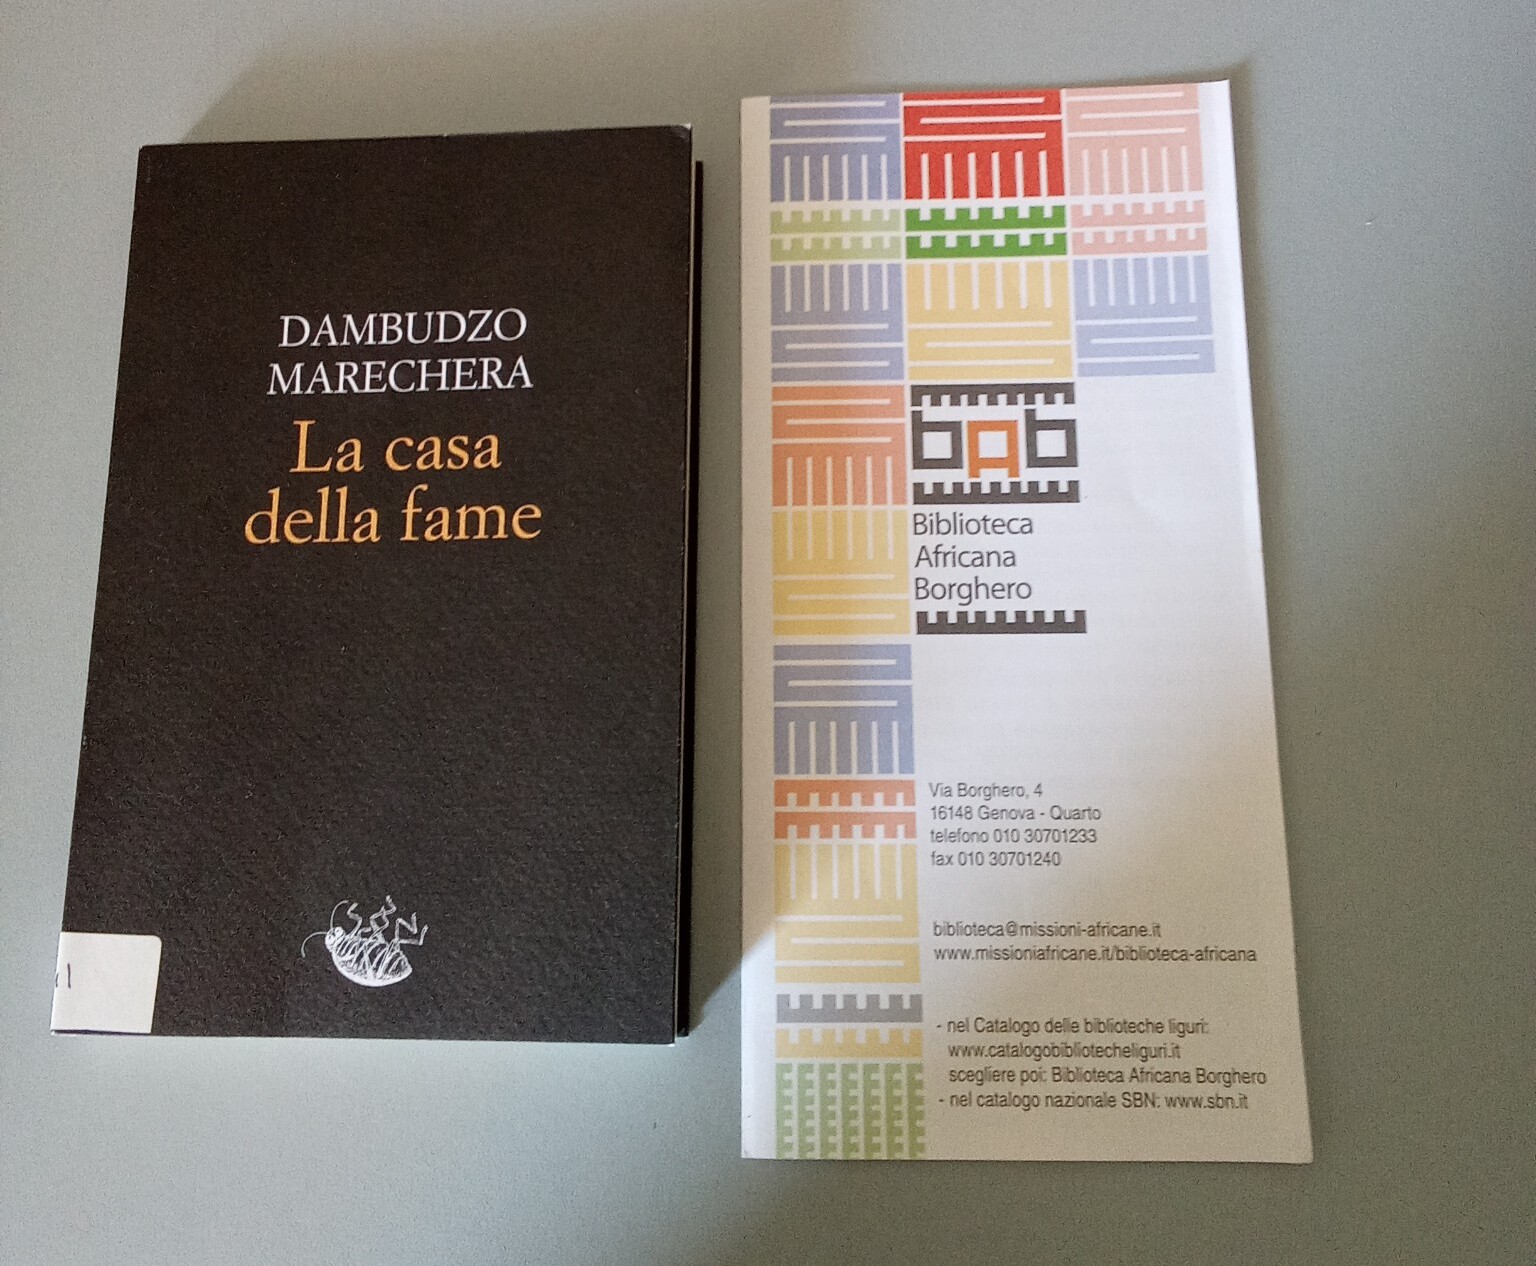 DAMBUDZO
MARECHERA
La casa
della fame
bAb
Biblioteca
Africana
Borghero
Via Borghero, 4
16148 Genova - Quarto
telefono 010 30701233
fax 010 30701240
biblioteca@missioni-africane.it
www.missioniafricane.it/biblioteca-africana
- nel Catalogo delle biblioteche liguri:
www.catalogobibliotecheliguri.it
scegliere poi: Biblioteca Africana Borghero
- nel catalogo nazionale SBN: www.sbn.it